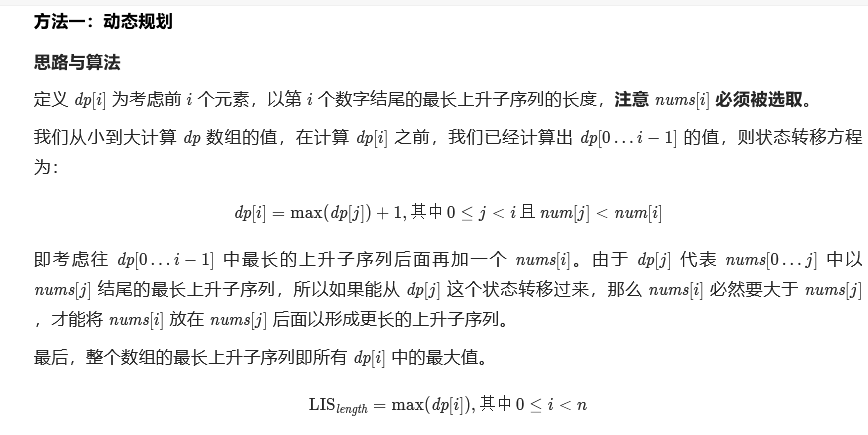 方法一：动态规划
思路与算法
定义 dp[i] 为考虑前 i 个元素，以第 i 个数字结尾的最长上升子序列的长度，注意 nums[i] 必须被选取。
我们从小到大计算 dp 数组的值，在计算 dp[i] 之前，我们已经计算出 dp[0…i − 1] 的值，则状态转移方程
为：
dp[i] = max(dp[j]) + 1, 其中 0 ≤ j < i 且 num[j] < num[i]
即考虑往 dp[0…i − 1] 中最长的上升子序列后面再加一个 nums[i]。由于 dp[j] 代表 nums[0…j] 中以
nums[j] 结尾的最长上升子序列，所以如果能从 dp[j] 这个状态转移过来，那么 nums[i] 必然要大于 nums[j]
，才能将 nums[i] 放在 nums[j] 后面以形成更长的上升子序列。
最后，整个数组的最长上升子序列即所有 dp[i] 中的最大值。
LISlength = max(dp[i]), 其中 0 ≤ i < n